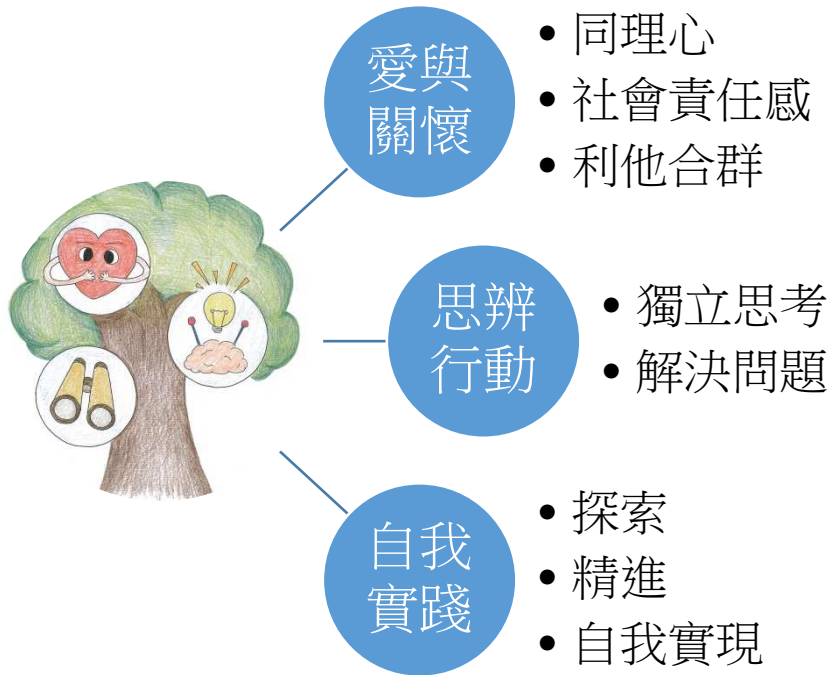 愛與
關懷
• 同理心
• 社會責任感
• 利他合群
思辨
行動
• 獨立思考
• 解決問題
自我
實踐
• 探索
• 精進
• 自我實現